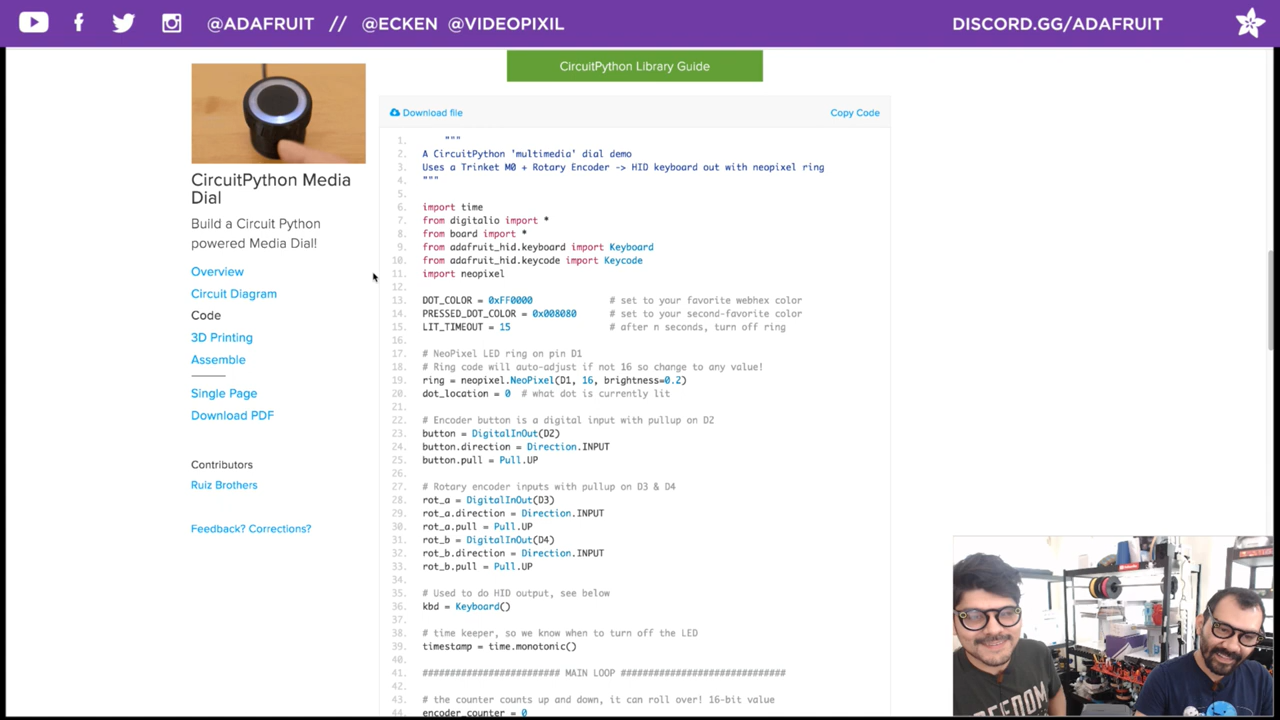 @ADAFRUIT // @ECKEN @VIDEOPIXIL
DISCORD.GG/ADAFRUIT
CircuitPython Library Guide
CircuitPython Media
Dial
Build a Circuit Python
powered Media Dial!
Overview
Circuit Diagram
Code
3D Printing
Assemble
Single Page
Download PDF
Contributors
Ruiz Brothers
Feedback? Corrections?
Download file
Copy Code
1. """
2. A CircuitPython 'multimedia' dial demo
3. Uses a Trinket M0 + Rotary Encoder -> HID keyboard out with neopixel ring
4. """
5.
6. import time
7. from digitalio import *
8. from board import *
9. from adafruit_hid.keyboard import Keyboard
10. from adafruit_hid.keycode import Keycode
11. import neopixel
12.
13. DOT_COLOR = 0xFF0000 # set to your favorite webhex color
14. PRESSED_DOT_COLOR = 0x008080 # set to your second-favorite color
15. LIT_TIMEOUT = 15 # after n seconds, turn off ring
16.
17. # NeoPixel LED ring on pin D1
18. # Ring code will auto-adjust if not 16 so change to any value!
19. ring = neopixel.NeoPixel(D1, 16, brightness=0.2)
20. dot_location = 0 # what dot is currently lit
21.
22. # Encoder button is a digital input with pullup on D2
23. button = DigitalInOut(D2)
24. button.direction = Direction.INPUT
25. button.pull = Pull.UP
26.
27. # Rotary encoder inputs with pullup on D3 & D4
28. rot_a = DigitalInOut(D3)
29. rot_a.direction = Direction.INPUT
30. rot_a.pull = Pull.UP
31. rot_b = DigitalInOut(D4)
32. rot_b.direction = Direction.INPUT
33. rot_b.pull = Pull.UP
34.
35. # Used to do HID output, see below
36. kbd = Keyboard()
37.
38. # time keeper, so we know when to turn off the LED
39. timestamp = time.monotonic()
40.
41. ######################### MAIN LOOP ##############################
42.
43. # the counter counts up and down, it can roll over! 16-bit value
44. encoder_counter = 0
FREEDOM